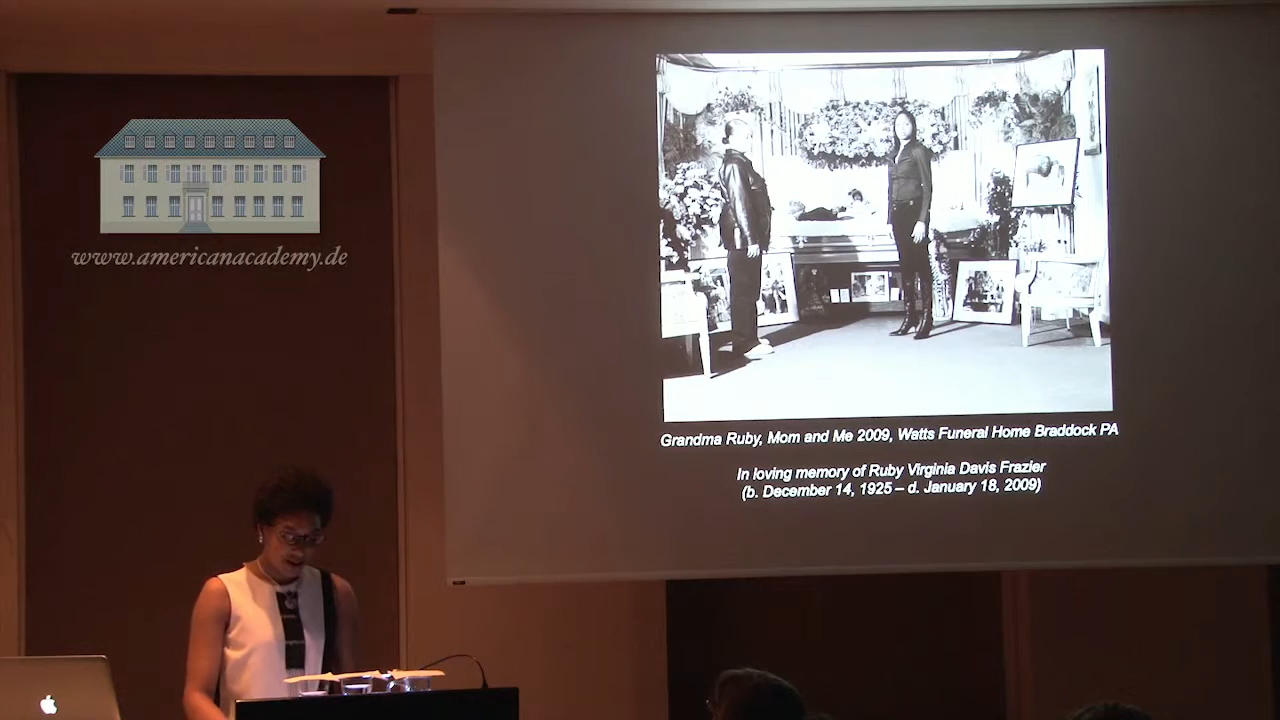 www.americanacademy.de
Grandma Ruby, Mom and Me 2009, Watts Funeral Home Braddock PA
In loving memory of Ruby Virginia Davis Frazier
(b. December 14, 1925 – d. January 18, 2009)